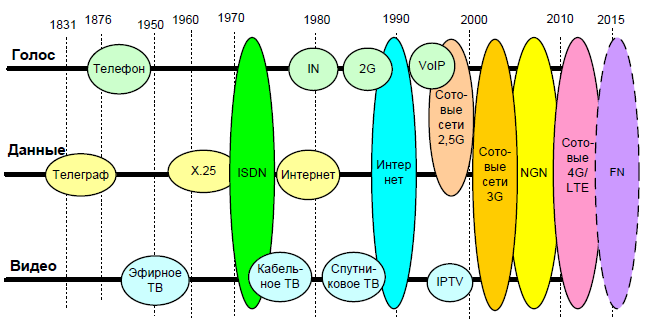 1831 1876 1950 1960 1970 1980 1990 2000 2010 2015
Голос
Телефон
IN
2G
VoIP
Сото-
вые
сети
2,5G
Данные
Телеграф
X.25
ISDN
Интернет
Интер
нет
Сото-
вые
сети
3G
NGN
Сотов-
ые
4G/
LTE
FN
Видео
Эфирное
ТВ
Кабель-
ное ТВ
Спутни-
ковое ТВ
IPTV